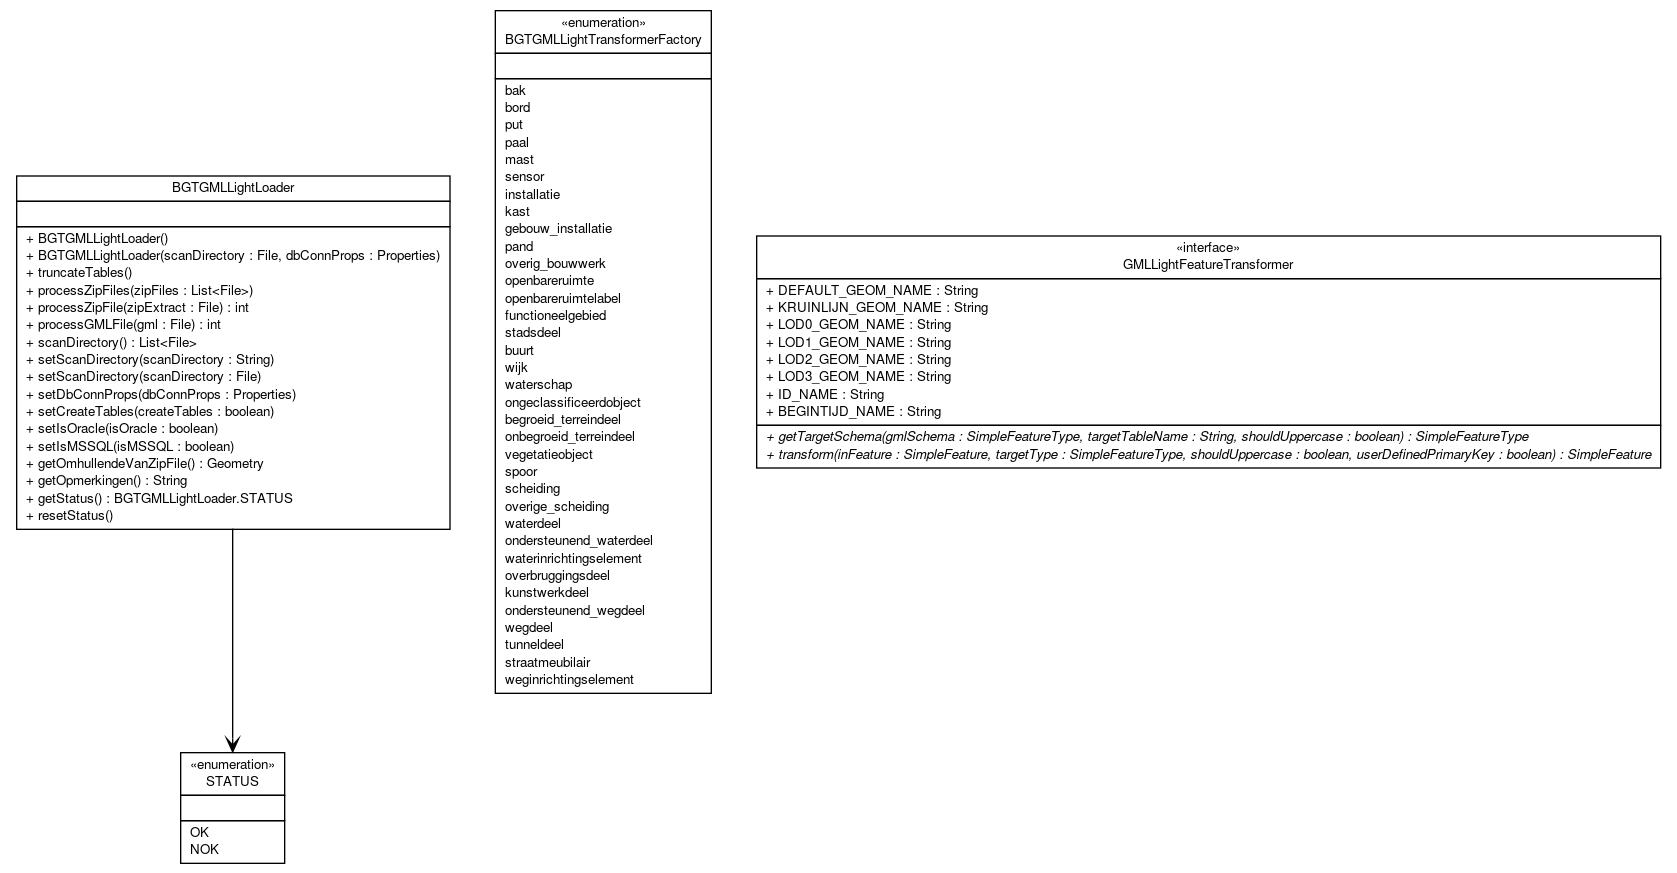 BGTGMLLightLoader
+ BGTGMLLightLoader()
+ BGTGMLLightLoader(scanDirectory : File, dbConnProps : Properties)
+ truncateTables()
+ processZipFiles(zipFiles : List<File>)
+ processZipFile(zipExtract : File) : int
+ processGMLFile(gml : File) : int
+ scanDirectory() : List<File>
+ setScanDirectory(scanDirectory : String)
+ setScanDirectory(scanDirectory : File)
+ setDbConnProps(dbConnProps : Properties)
+ setCreateTables(createTables : boolean)
+ setIsOracle(isOracle : boolean)
+ setIsMSSQL(isMSSQL : boolean)
+ getOmhullendeVanZipFile() : Geometry
+ getOpmerkingen() : String
+ getStatus() : BGTGMLLightLoader.STATUS
+ resetStatus()
«enumeration»
STATUS
OK
NOK
«enumeration»
BGTGMLLightTransformerFactory
bak
bord
put
paal
mast
sensor
installatie
kast
gebouw_installatie
pand
overig_bouwwerk
openbareruimte
openbareruimtelabel
functioneelgebied
stadsdeel
buurt
wijk
waterschap
ongeclassificeerdobject
begroeid_terreindeel
onbegroeid_terreindeel
vegetatieobject
spoor
scheiding
overige_scheiding
waterdeel
ondersteunend_waterdeel
waterinrichtingselement
overbruggingsdeel
kunstwerkdeel
ondersteunend_wegdeel
wegdeel
tunneldeel
straatmeubilair
weginrichtingselement
«interface»
GMLLightFeatureTransformer
+ DEFAULT_GEOM_NAME : String
+ KRUINLIJN_GEOM_NAME : String
+ LOD0_GEOM_NAME : String
+ LOD1_GEOM_NAME : String
+ LOD2_GEOM_NAME : String
+ LOD3_GEOM_NAME : String
+ ID_NAME : String
+ BEGINTIJD_NAME : String
+ getTargetSchema(gmlSchema : SimpleFeatureType, targetTableName : String, shouldUppercase : boolean) : SimpleFeatureType
+ transform(inFeature : SimpleFeature, targetType : SimpleFeatureType, shouldUppercase : boolean, userDefinedPrimaryKey : boolean) : SimpleFeature